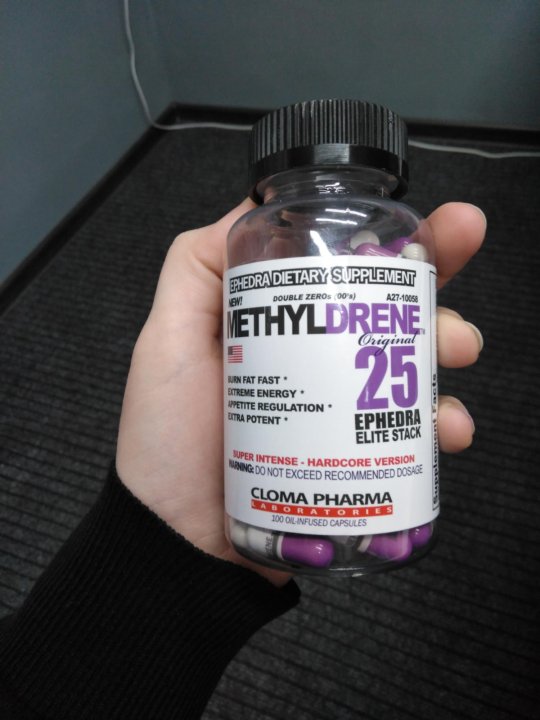 EPHEDRA DIETARY SUPPLEMENT
NEW! DOUBLE ZEROs (00's) A27-10058
METHYLDRENE™
Original
25
BURN FAT FAST *
EXTREME ENERGY *
APPETITE REGULATION *
EXTRA POTENT *
EPHEDRA
ELITE STACK
SUPER INTENSE - HARDCORE VERSION
WARNING: DO NOT EXCEED RECOMMENDED DOSAGE
CLOMA PHARMA
LABORATORIES
100 OIL-INFUSED CAPSULES
Supplement Facts